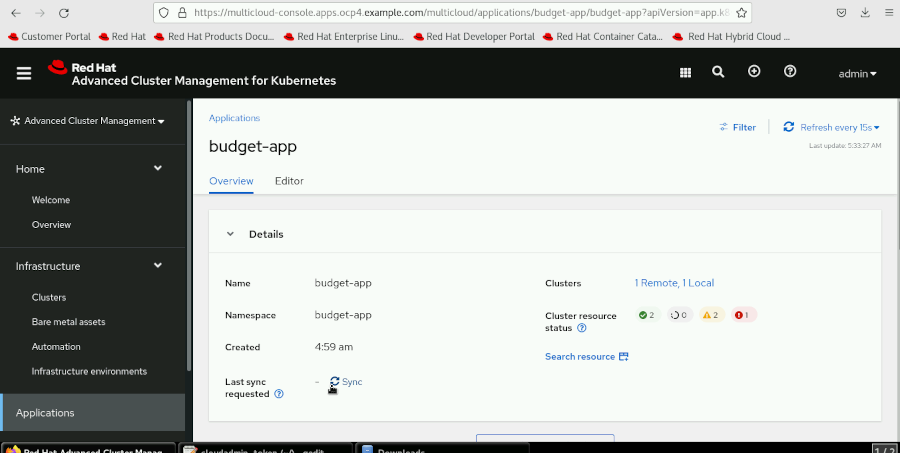 https://multicloud-console.apps.ocp4.example.com/multicloud/applications/budget-app/budget-app?apiVersion=app.k8
Customer Portal Red Hat Red Hat Products Docu... Red Hat Enterprise Linu... Red Hat Developer Portal Red Hat Container Cata... Red Hat Hybrid Cloud ...
Red Hat
Advanced Cluster Management for Kubernetes
admin
Advanced Cluster Management
Home
Welcome
Overview
Infrastructure
Clusters
Bare metal assets
Automation
Infrastructure environments
Applications
Applications
budget-app
Filter
Refresh every 15s
Last update: 5:33:27 AM
Overview Editor
Details
Name budget-app
Namespace budget-app
Created 4:59 am
Last sync requested - Sync
Clusters 1 Remote, 1 Local
Cluster resource status 2 0 2 1
Search resource
Red Hat Advanced Cluster Manag
Downloads
1 / 2